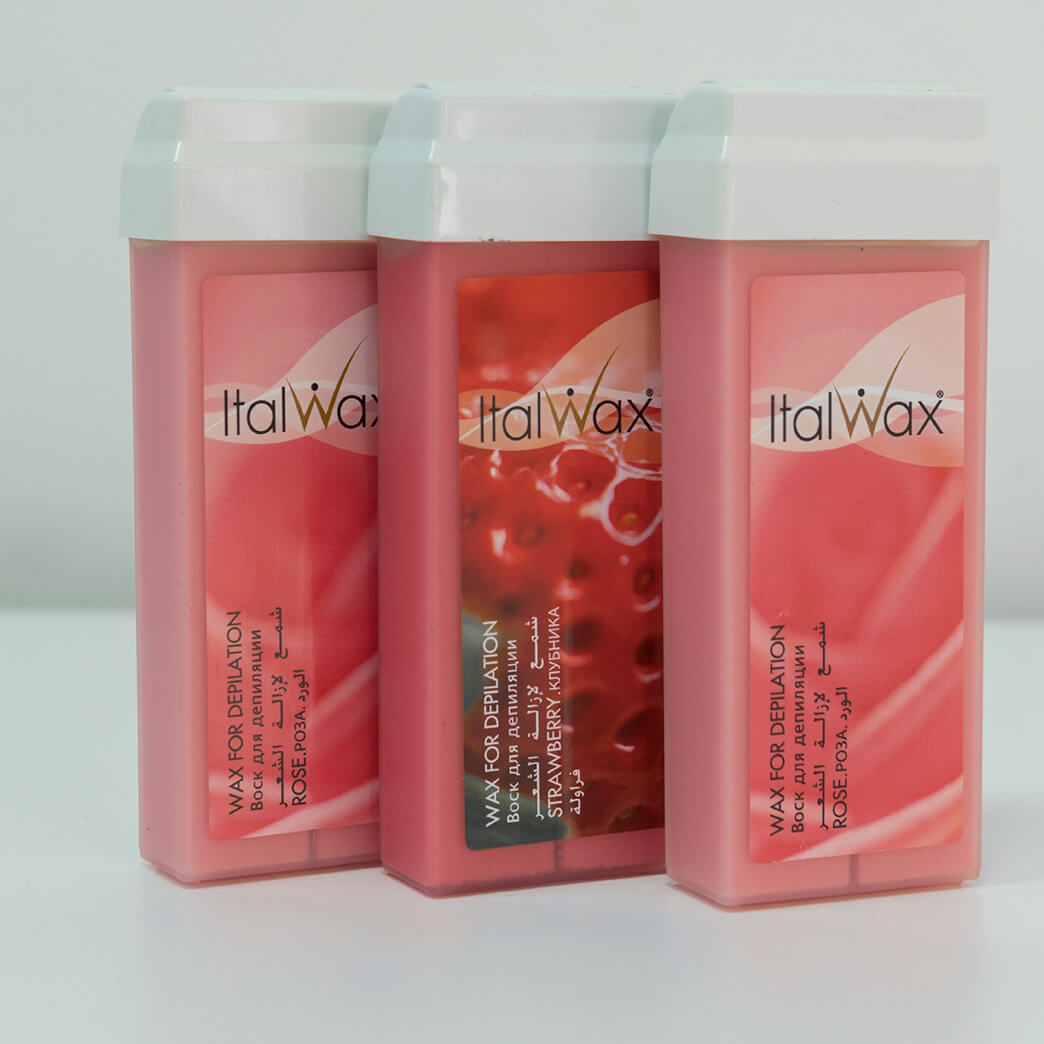 ItalWax
WAX FOR DEPILATION
Воск для депиляции
شمع لإزالة الشعر
ROSE.РОЗА. الورد
ItalWax®
WAX FOR DEPILATION
Воск для депиляции
شمع لإزالة الشعر
STRAWBERRY.КЛУБНИКА
فراولة
ItalWax®
WAX FOR DEPILATION
Воск для депиляции
شمع لإزالة الشعر
ROSE.РОЗА. الورد